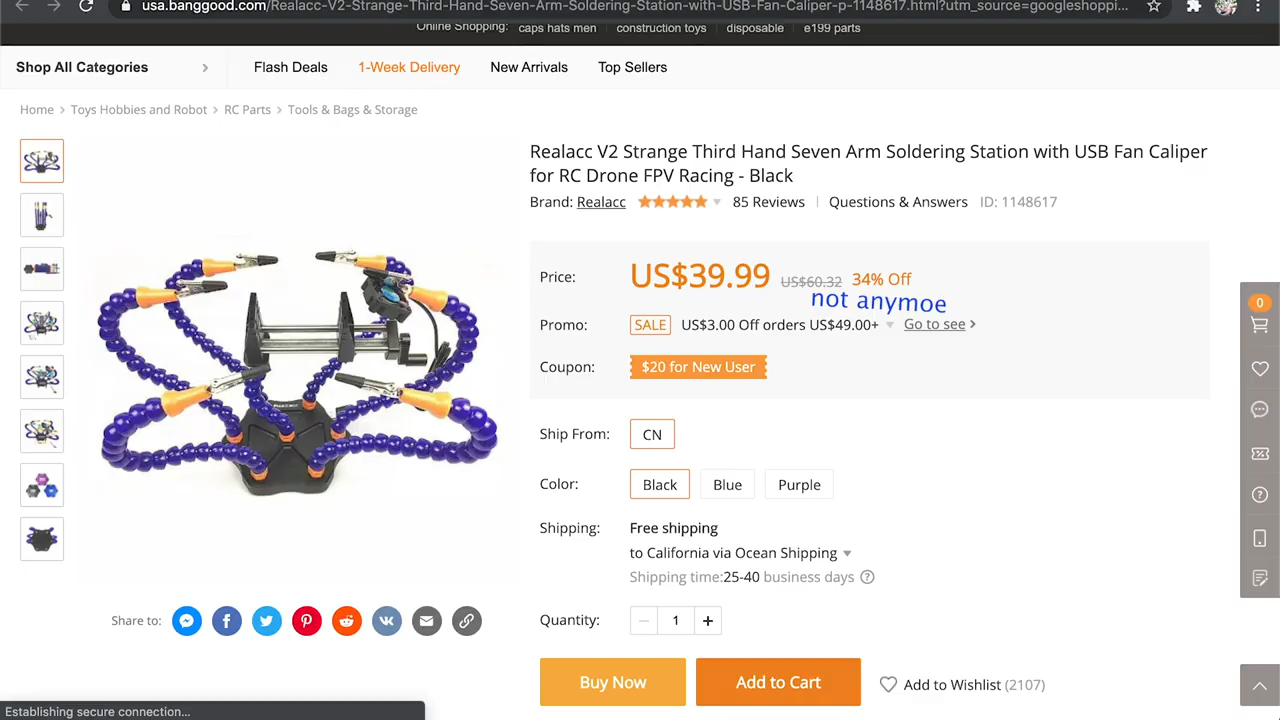 usa.banggood.com/Realacc-V2-Strange-Third-Hand-Seven-Arm-Soldering-Station-with-USB-Fan-Caliper-p-1148617.html?utm_source=googleshoppi...
Online Shopping: caps hats men construction toys disposable e199 parts
Shop All Categories > Flash Deals 1-Week Delivery New Arrivals Top Sellers
Home > Toys Hobbies and Robot > RC Parts > Tools & Bags & Storage
Realacc V2 Strange Third Hand Seven Arm Soldering Station with USB Fan Caliper
for RC Drone FPV Racing - Black
Brand: Realacc 85 Reviews Questions & Answers ID: 1148617
Price: US$39.99 US$60.32 34% Off
not anymoe
Promo: SALE US$3.00 Off orders US$49.00+ Go to see >
Coupon: $20 for New User
Ship From: CN
Color: Black Blue Purple
Shipping: Free shipping
to California via Ocean Shipping
Shipping time:25-40 business days ?
Quantity: − 1 +
Share to:
Buy Now Add to Cart Add to Wishlist (2107)
0
Establishing secure connection...